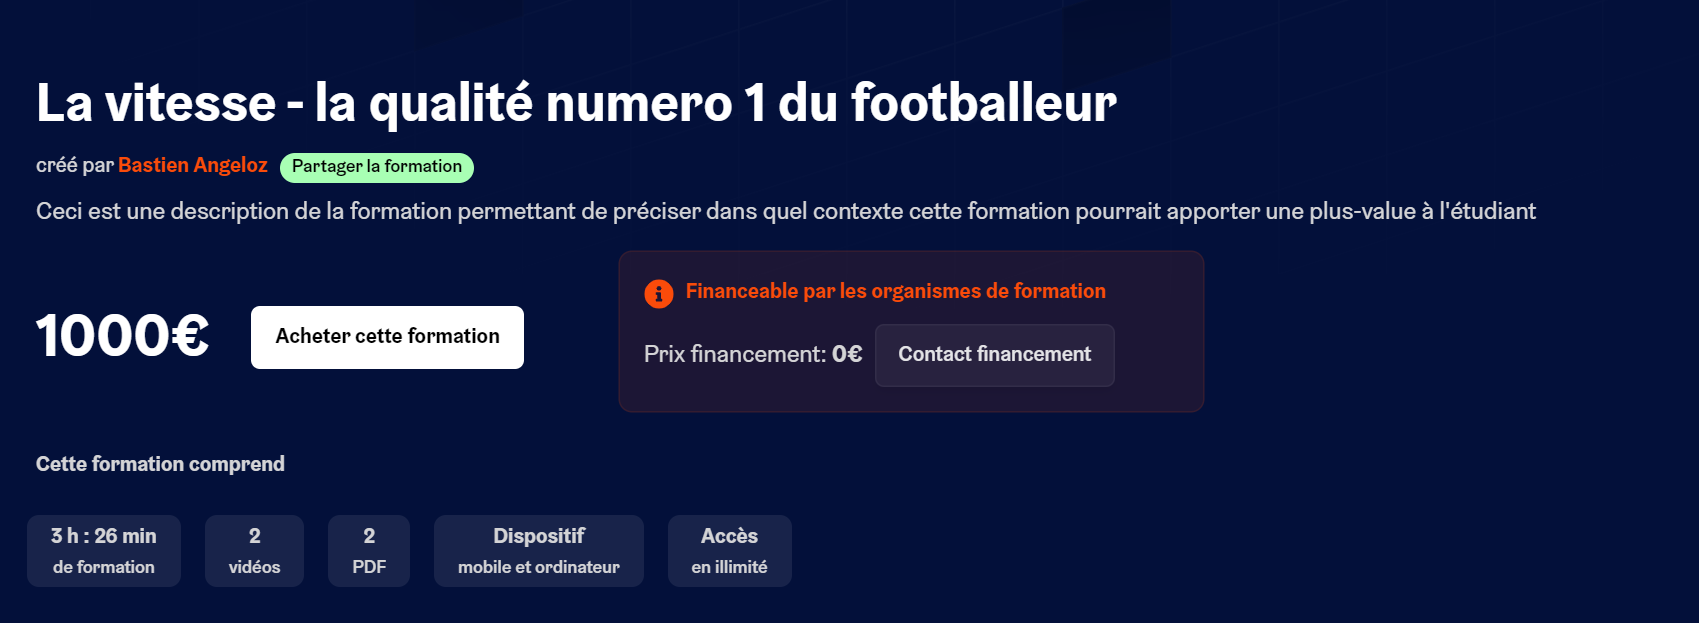 La vitesse - la qualité numero 1 du footballeur
créé par Bastien Angeloz Partager la formation
Ceci est une description de la formation permettant de préciser dans quel contexte cette formation pourrait apporter une plus-value à l'étudiant
1000€ Acheter cette formation
Financeable par les organismes de formation
Prix financement: 0€ Contact financement
Cette formation comprend
3 h : 26 min
de formation
2
vidéos
2
PDF
Dispositif
mobile et ordinateur
Accès
en illimité